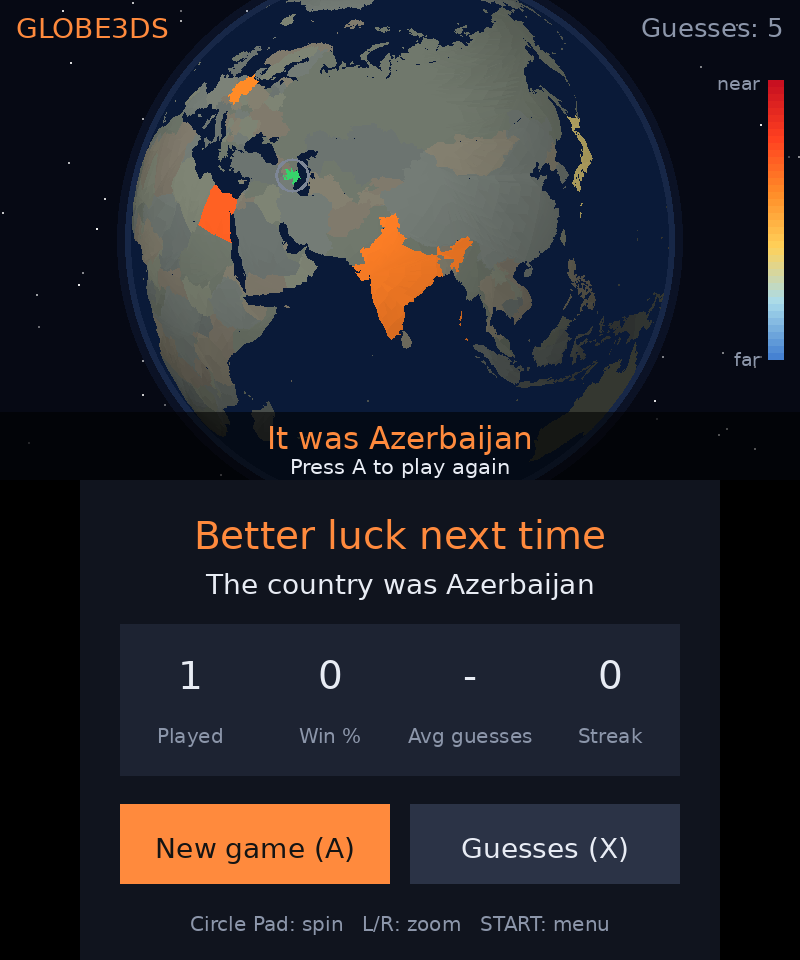 GLOBE3DS
Guesses: 5
near
far
It was Azerbaijan
Press A to play again
Better luck next time
The country was Azerbaijan
1 0 - 0
Played Win % Avg guesses Streak
New game (A) Guesses (X)
Circle Pad: spin L/R: zoom START: menu